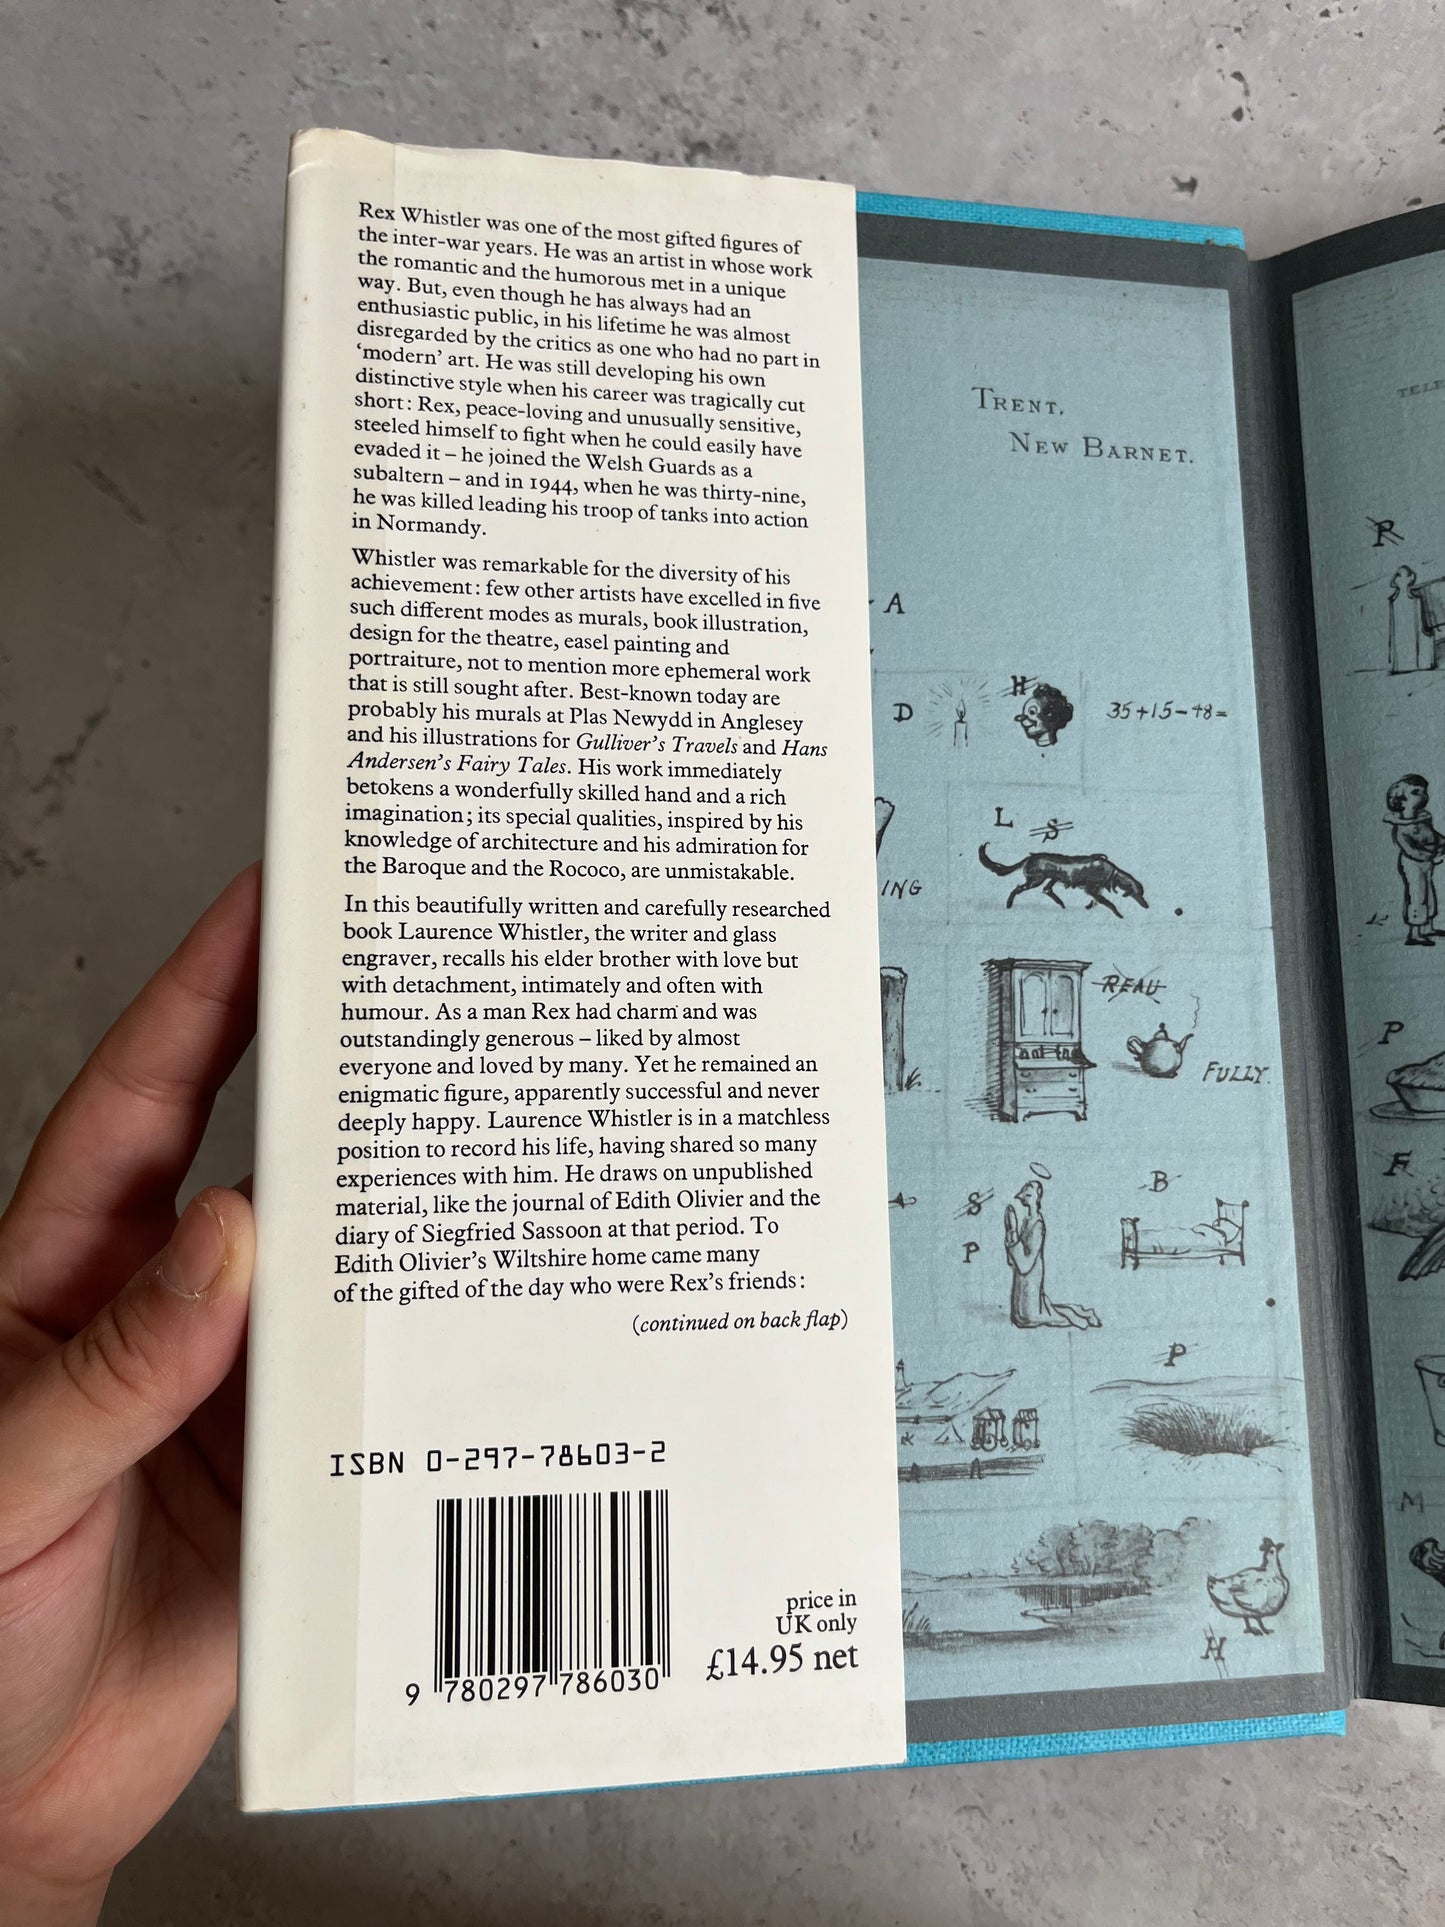 Rex Whistler was one of the most gifted figures of
the inter-war years. He was an artist in whose work
the romantic and the humorous met in a unique
way. But, even though he has always had an
enthusiastic public, in his lifetime he was almost
disregarded by the critics as one who had no part in
‘modern’ art. He was still developing his own
distinctive style when his career was tragically cut
short: Rex, peace-loving and unusually sensitive,
steeled himself to fight when he could easily have
evaded it – he joined the Welsh Guards as a
subaltern – and in 1944, when he was thirty-nine,
he was killed leading his troop of tanks into action
in Normandy.
Whistler was remarkable for the diversity of his
achievement: few other artists have excelled in five
such different modes as murals, book illustration,
design for the theatre, easel painting and
portraiture, not to mention more ephemeral work
that is still sought after. Best-known today are
probably his murals at Plas Newydd in Anglesey
and his illustrations for Gulliver’s Travels and Hans
Andersen’s Fairy Tales. His work immediately
betokens a wonderfully skilled hand and a rich
imagination; its special qualities, inspired by his
knowledge of architecture and his admiration for
the Baroque and the Rococo, are unmistakable.
In this beautifully written and carefully researched
book Laurence Whistler, the writer and glass
engraver, recalls his elder brother with love but
with detachment, intimately and often with
humour. As a man Rex had charm and was
outstandingly generous – liked by almost
everyone and loved by many. Yet he remained an
enigmatic figure, apparently successful and never
deeply happy. Laurence Whistler is in a matchless
position to record his life, having shared so many
experiences with him. He draws on unpublished
material, like the journal of Edith Olivier and the
diary of Siegfried Sassoon at that period. To
Edith Olivier’s Wiltshire home came many
of the gifted of the day who were Rex’s friends:
(continued on back flap)
ISBN 0-297-78603-2
9 780297 786030
price in
UK only
£14.95 net
TRENT,
NEW BARNET.
A
D
H
35+15-48=
L
S
ING
REAU
FULLY.
S
P
B
P
H
TELE
R
P
F
M